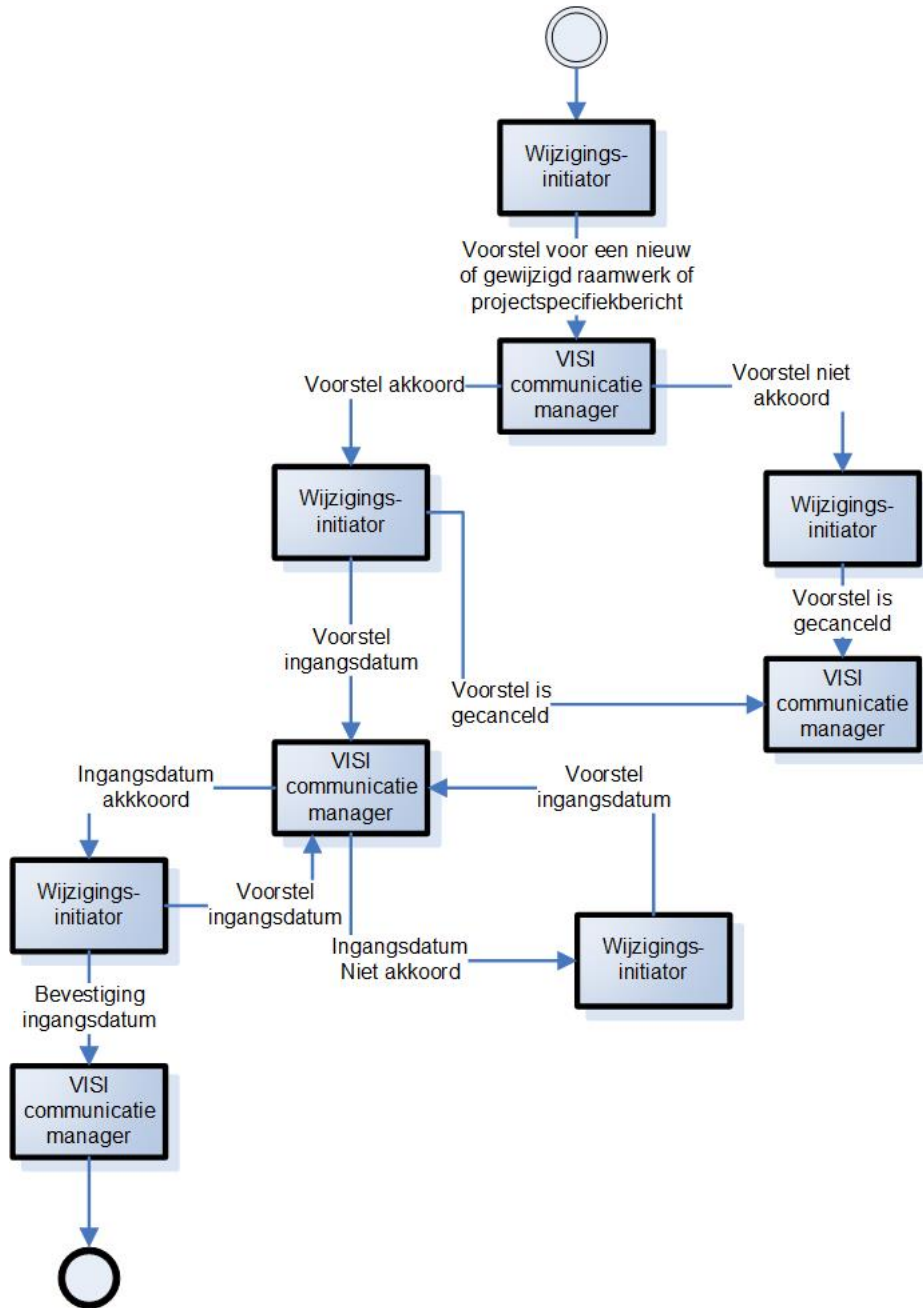 Wijzigings-
initiator
Voorstel voor een nieuw
of gewijzigd raamwerk of
projectspecifiekbericht
VISI
communicatie
manager
Voorstel akkoord
Voorstel niet
akkoord
Wijzigings-
initiator
Wijzigings-
initiator
Voorstel
ingangsdatum
Voorstel is
gecanceld
Voorstel is
gecanceld
VISI
communicatie
manager
VISI
communicatie
manager
Ingangsdatum
akkkoord
Voorstel
ingangsdatum
Wijzigings-
initiator
Voorstel
ingangsdatum
Ingangsdatum
Niet akkoord
Wijzigings-
initiator
Bevestiging
ingangsdatum
VISI
communicatie
manager